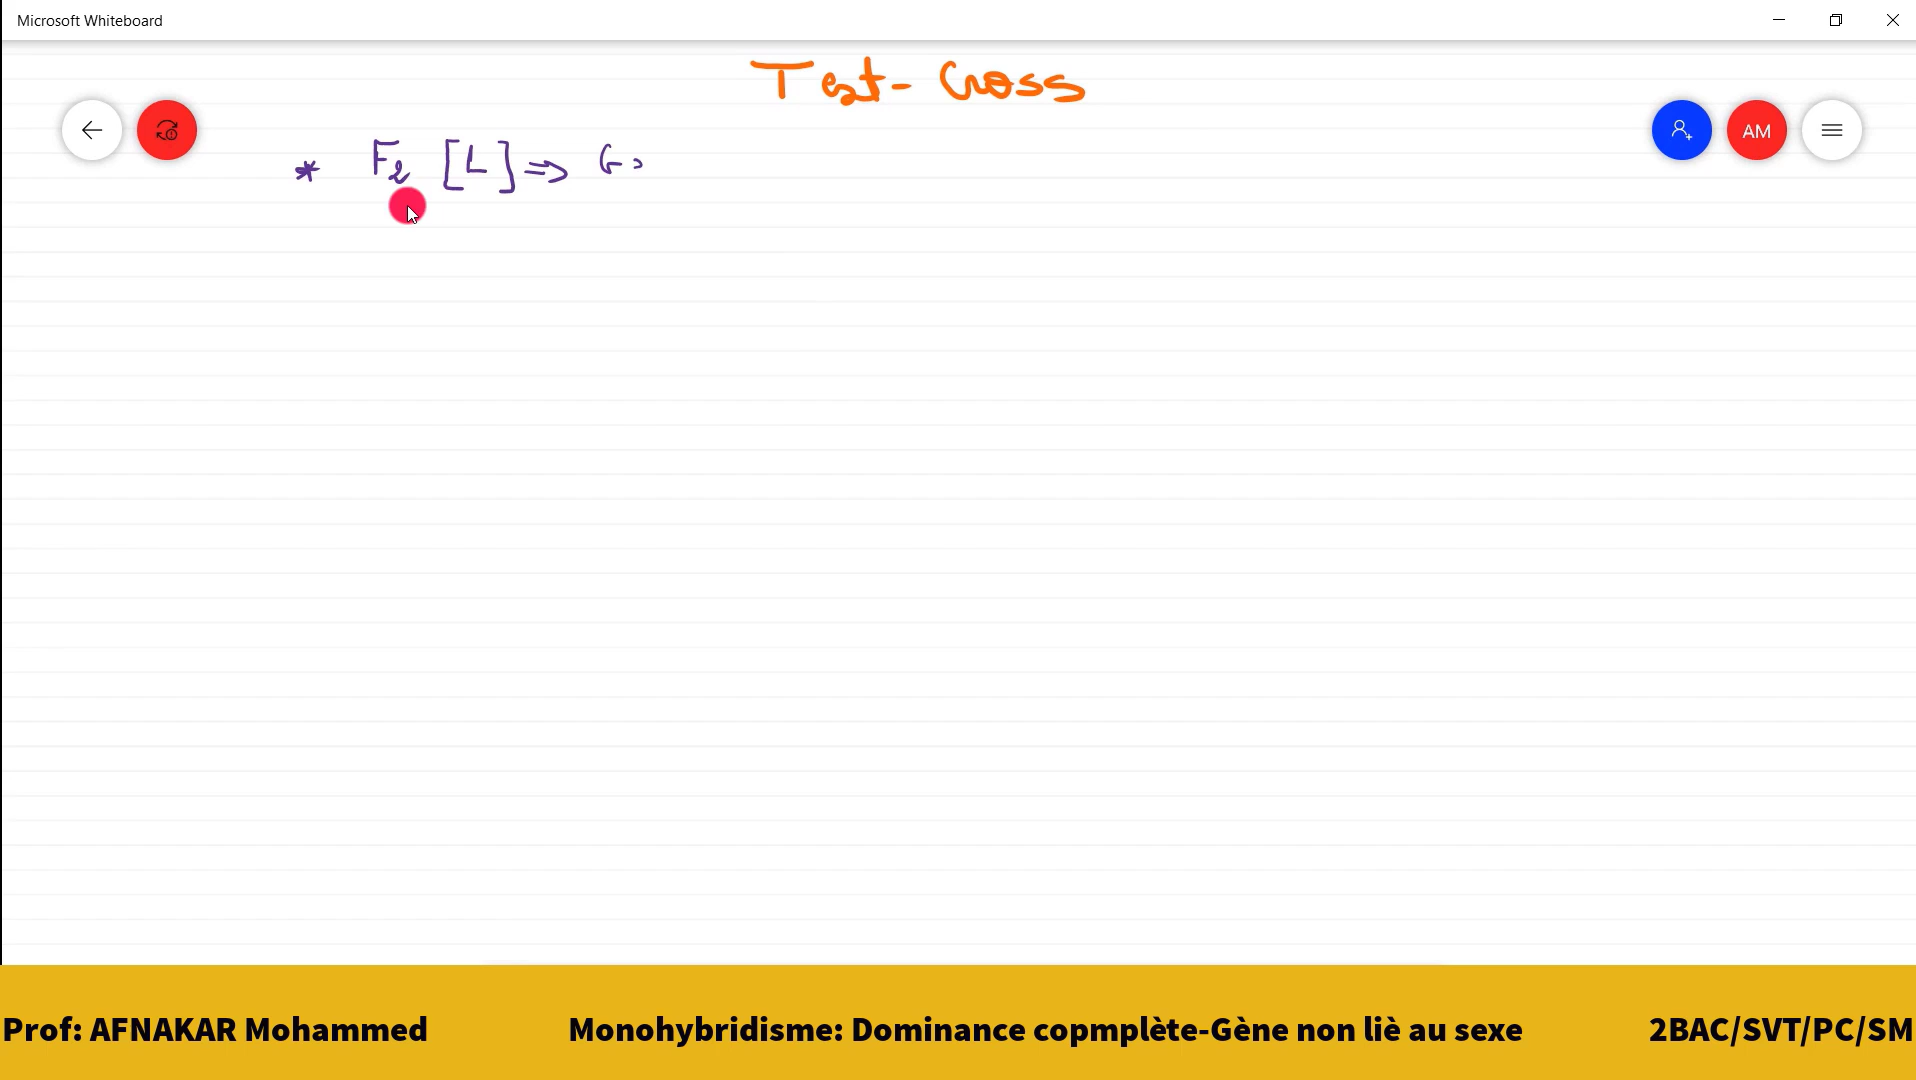 Microsoft Whiteboard
Test-Cross
AM
* F2 [L] ⇒ G >
Prof: AFNAKAR Mohammed
Monohybridisme: Dominance copmplète-Gène non liè au sexe
2BAC/SVT/PC/SM